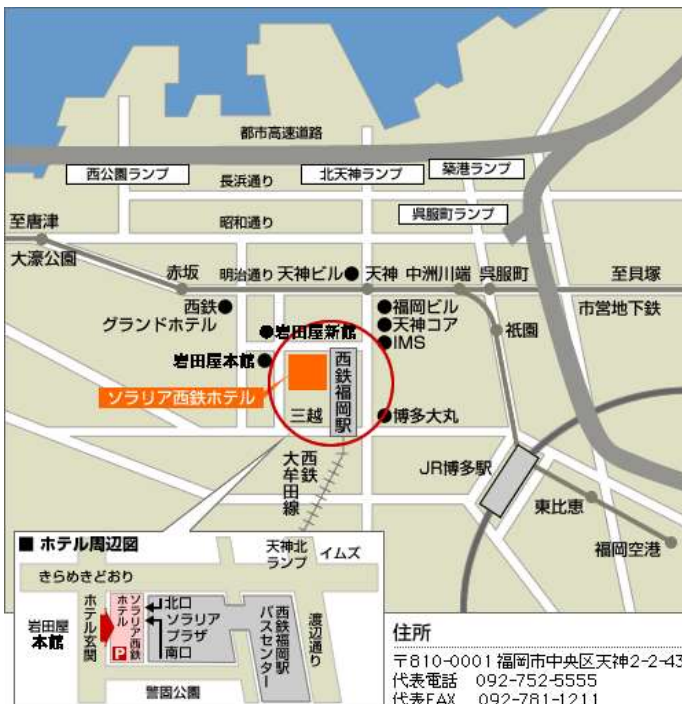 都市高速道路
西公園ランプ
長浜通り
北天神ランプ
築港ランプ
呉服町ランプ
至唐津
昭和通り
大濠公園
赤坂
明治通り
天神ビル
天神
中洲川端
呉服町
至貝塚
市営地下鉄
西鉄
グランドホテル
福岡ビル
天神コア
IMS
祇園
岩田屋新館
岩田屋本館
西鉄福岡駅
ソラリア西鉄ホテル
三越
博多大丸
西鉄
大牟田線
JR博多駅
東比恵
福岡空港
■ ホテル周辺図
天神北
ランプ
イムズ
きらめきどおり
岩田屋
本館
ホテル玄関
ソラリア西鉄
ホテル
P
北口
ソラリア
プラザ
南口
西鉄福岡駅
バスセンター
渡辺通り
警固公園
住所
〒810-0001 福岡市中央区天神2-2-43
代表電話 092-752-5555
代表FAX 092-781-1211